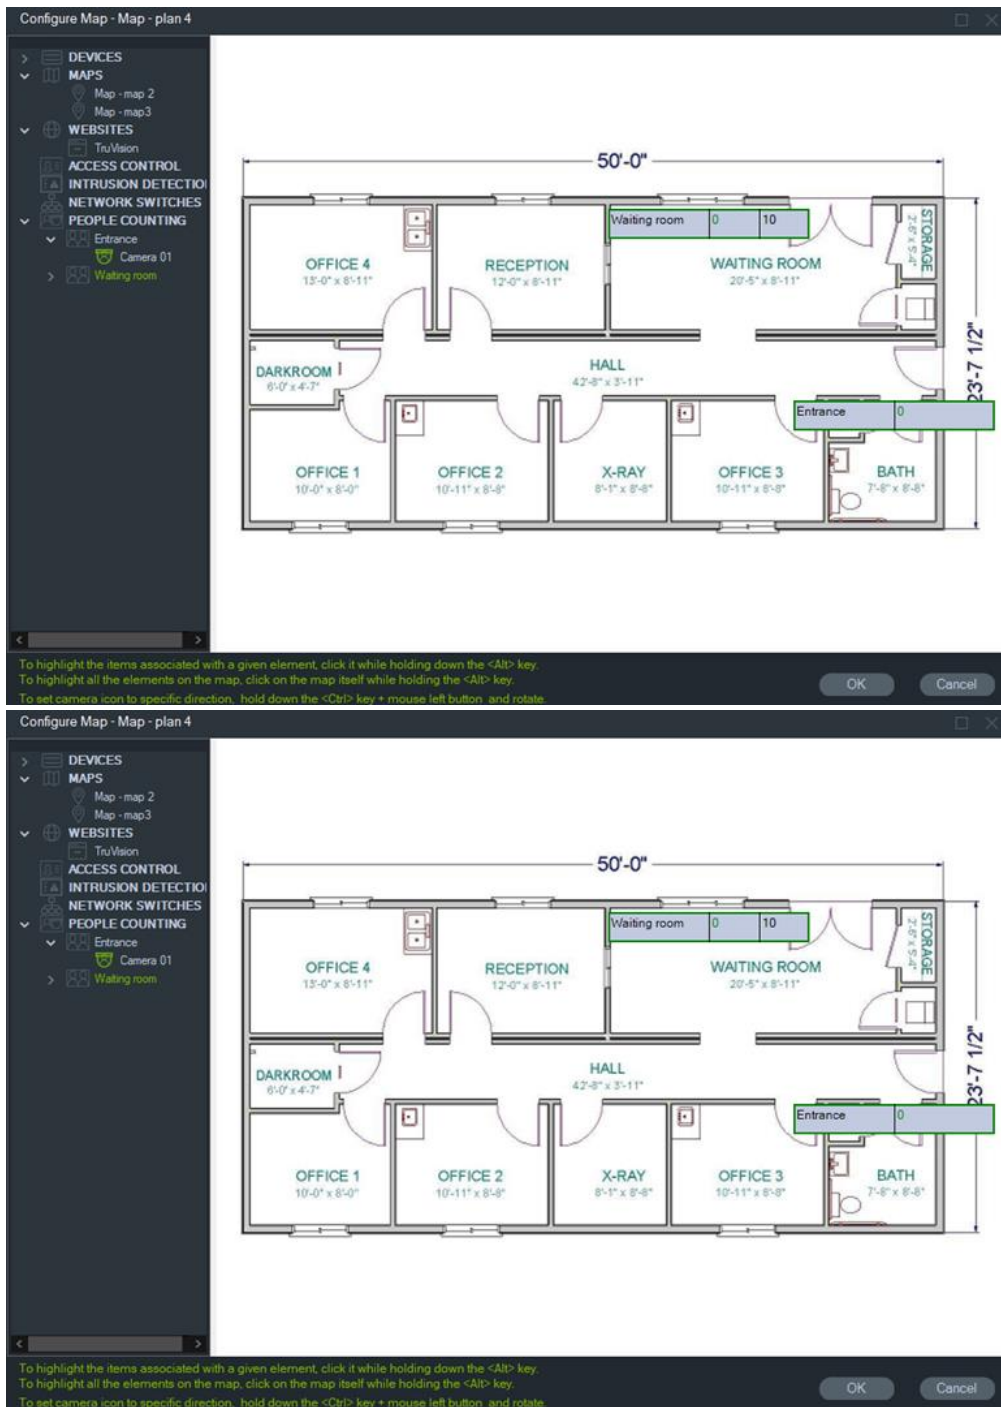 Configure Map - Map - plan 4
DEVICES
MAPS
Map - map 2
Map - map3
WEBSITES
TruVision
ACCESS CONTROL
INTRUSION DETECTIO
NETWORK SWITCHES
PEOPLE COUNTING
Entrance
Camera 01
Waiting room
50'-0"
Waiting room 0 10
OFFICE 4
13'-0" x 8'-11"
RECEPTION
12'-0" x 8'-11"
WAITING ROOM
20'-5" x 8'-11"
STORAGE
2'-6" x 5'-4"
23'-7 1/2"
DARKROOM
6'-0" x 4'-7"
HALL
42'-8" x 3'-11"
Entrance 0
OFFICE 1
10'-0" x 8'-0"
OFFICE 2
10'-11" x 8'-8"
X-RAY
8'-1" x 8'-8"
OFFICE 3
10'-11" x 8'-8"
BATH
7'-8" x 8'-8"
To highlight the items associated with a given element, click it while holding down the <Alt> key.
To highlight all the elements on the map, click on the map itself while holding the <Alt> key.
To set camera icon to specific direction, hold down the <Ctrl> key + mouse left button and rotate.
OK Cancel
Configure Map - Map - plan 4
DEVICES
MAPS
Map - map 2
Map - map3
WEBSITES
TruVision
ACCESS CONTROL
INTRUSION DETECTIO
NETWORK SWITCHES
PEOPLE COUNTING
Entrance
Camera 01
Waiting room
50'-0"
Waiting room 0 10
OFFICE 4
13'-0" x 8'-11"
RECEPTION
12'-0" x 8'-11"
WAITING ROOM
20'-5" x 8'-11"
STORAGE
2'-6" x 5'-4"
23'-7 1/2"
DARKROOM
6'-0" x 4'-7"
HALL
42'-8" x 3'-11"
Entrance 0
OFFICE 1
10'-0" x 8'-0"
OFFICE 2
10'-11" x 8'-8"
X-RAY
8'-1" x 8'-8"
OFFICE 3
10'-11" x 8'-8"
BATH
7'-8" x 8'-8"
To highlight the items associated with a given element, click it while holding down the <Alt> key.
To highlight all the elements on the map, click on the map itself while holding the <Alt> key.
To set camera icon to specific direction, hold down the <Ctrl> key + mouse left button and rotate.
OK Cancel